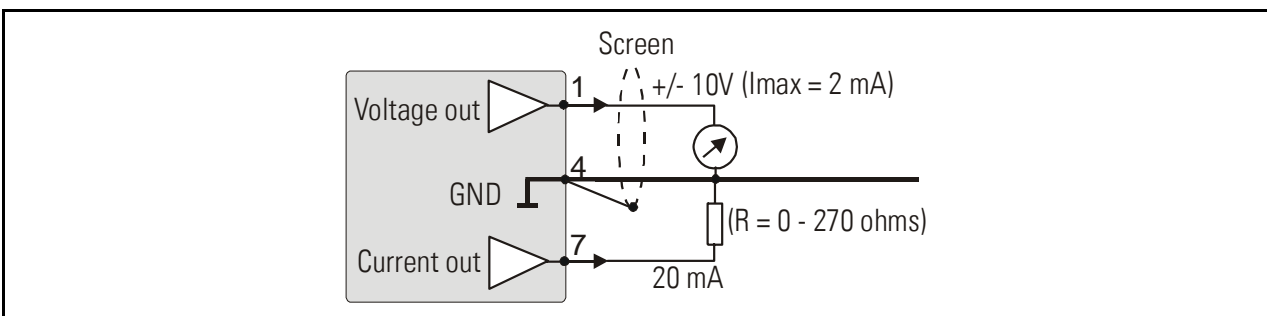 Screen
1
+/- 10V (Imax = 2 mA)
Voltage out
4
GND
(R = 0 - 270 ohms)
7
Current out
20 mA